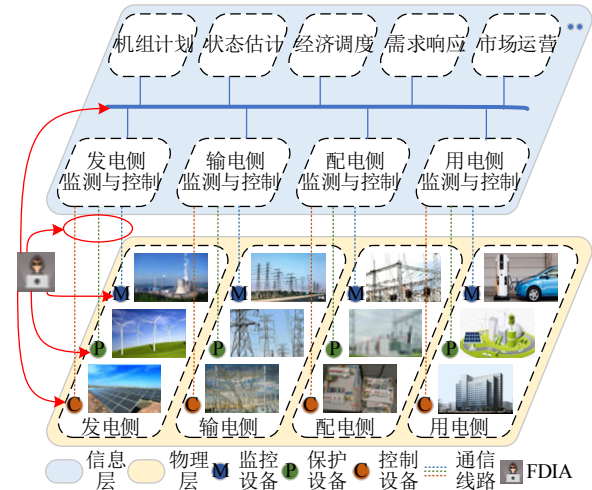 机组计划 状态估计 经济调度 需求响应 市场运营
发电侧 输电侧 配电侧 用电侧
监测与控制 监测与控制 监测与控制 监测与控制
M M M M
P P P P
C C C C
发电侧 输电侧 配电侧 用电侧
信息层 物理层 M 监控设备 P 保护设备 C 控制设备 通信线路 FDIA